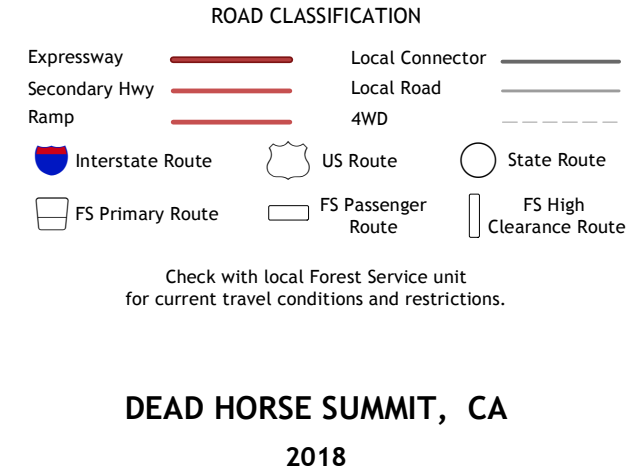 ROAD CLASSIFICATION
Expressway
Secondary Hwy
Ramp
Local Connector
Local Road
4WD
Interstate Route
US Route
State Route
FS Primary Route
FS Passenger
Route
FS High
Clearance Route
Check with local Forest Service unit
for current travel conditions and restrictions.
DEAD HORSE SUMMIT, CA
2018